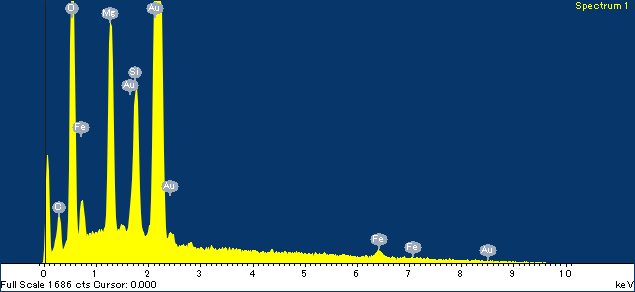 Spectrum 1
O Mg Au
Si
Au
Fe
Au
O
Fe Fe Au
0 1 2 3 4 5 6 7 8 9 10
Full Scale 1686 cts Cursor: 0.000 keV